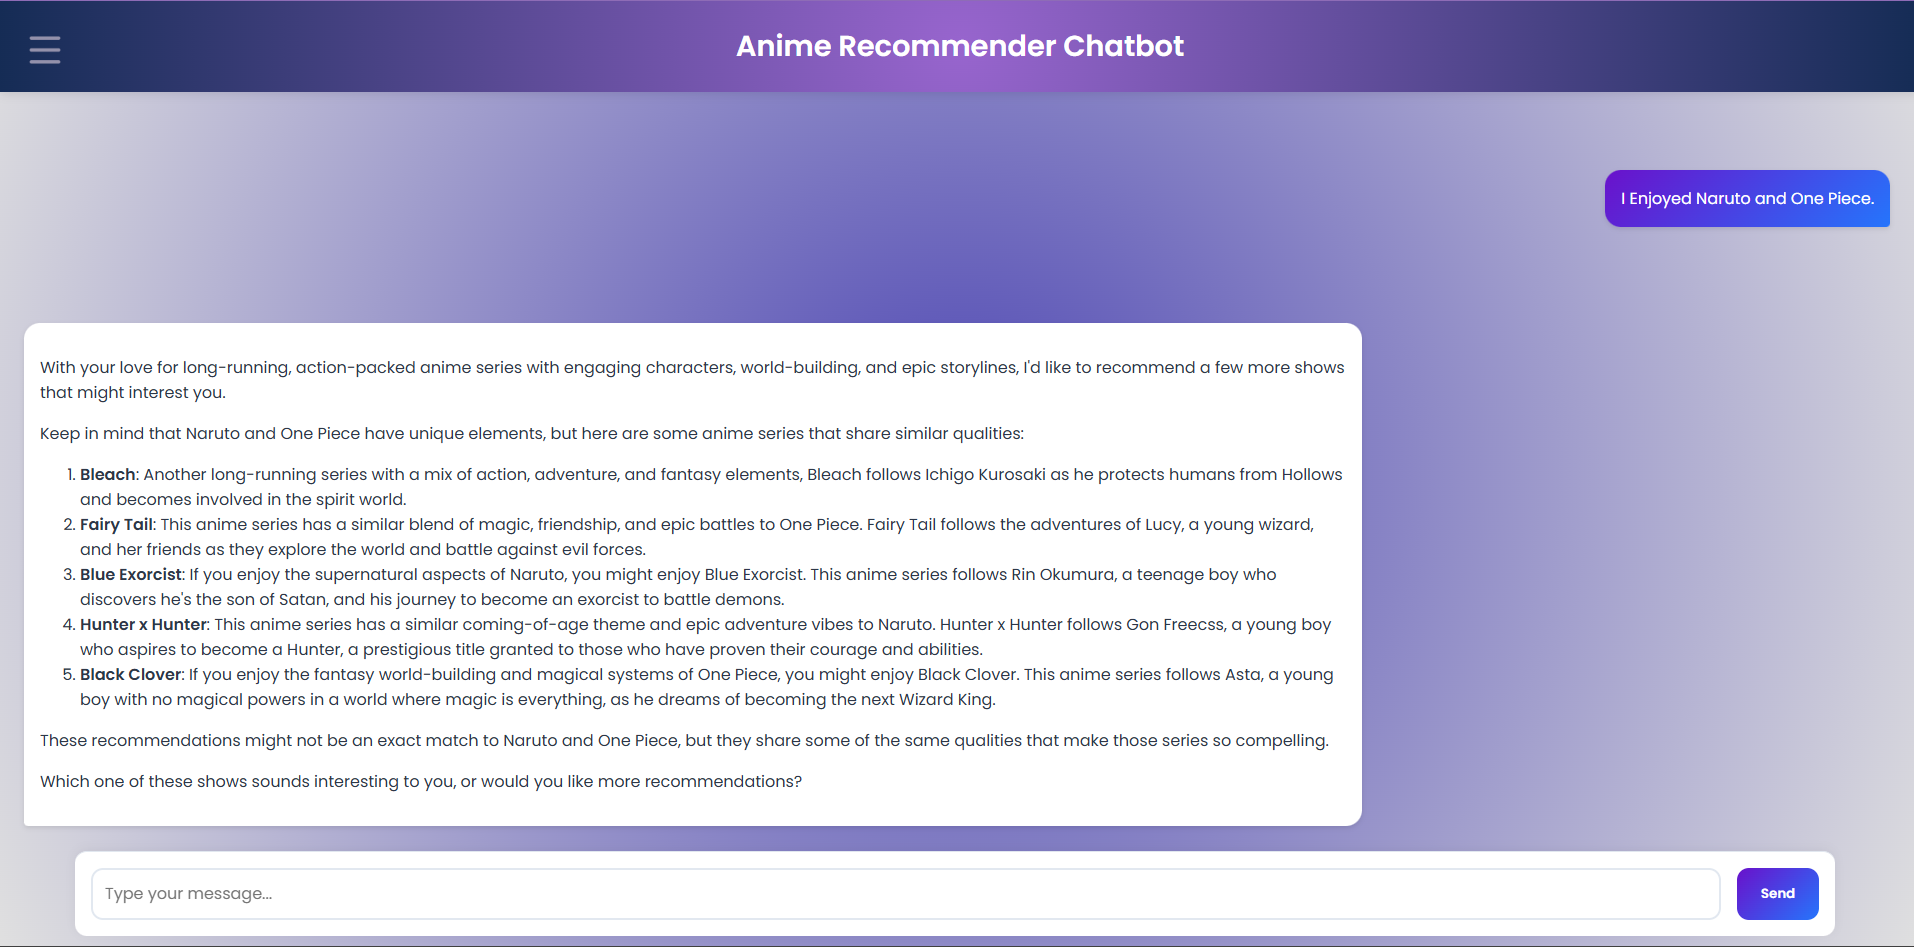 Anime Recommender Chatbot
I Enjoyed Naruto and One Piece.
With your love for long-running, action-packed anime series with engaging characters, world-building, and epic storylines, I'd like to recommend a few more shows
that might interest you.
Keep in mind that Naruto and One Piece have unique elements, but here are some anime series that share similar qualities:
1. Bleach: Another long-running series with a mix of action, adventure, and fantasy elements, Bleach follows Ichigo Kurosaki as he protects humans from Hollows
and becomes involved in the spirit world.
2. Fairy Tail: This anime series has a similar blend of magic, friendship, and epic battles to One Piece. Fairy Tail follows the adventures of Lucy, a young wizard,
and her friends as they explore the world and battle against evil forces.
3. Blue Exorcist: If you enjoy the supernatural aspects of Naruto, you might enjoy Blue Exorcist. This anime series follows Rin Okumura, a teenage boy who
discovers he's the son of Satan, and his journey to become an exorcist to battle demons.
4. Hunter x Hunter: This anime series has a similar coming-of-age theme and epic adventure vibes to Naruto. Hunter x Hunter follows Gon Freecss, a young boy
who aspires to become a Hunter, a prestigious title granted to those who have proven their courage and abilities.
5. Black Clover: If you enjoy the fantasy world-building and magical systems of One Piece, you might enjoy Black Clover. This anime series follows Asta, a young
boy with no magical powers in a world where magic is everything, as he dreams of becoming the next Wizard King.
These recommendations might not be an exact match to Naruto and One Piece, but they share some of the same qualities that make those series so compelling.
Which one of these shows sounds interesting to you, or would you like more recommendations?
Type your message...
Send